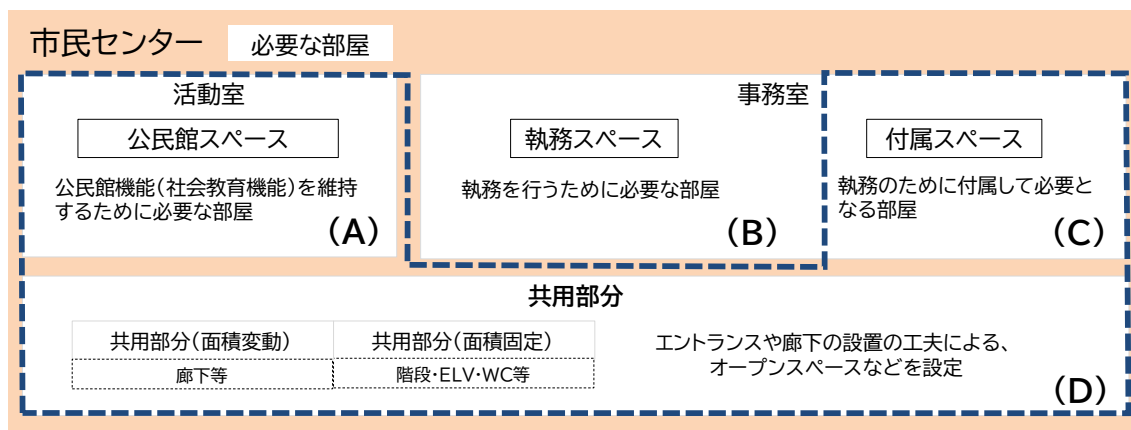 市民センター
必要な部屋
活動室
公民館スペース
公民館機能（社会教育機能）を維持
するために必要な部屋
（A）
事務室
執務スペース
執務を行うために必要な部屋
（B）
付属スペース
執務のために付属して必要と
なる部屋
（C）
共用部分
共用部分（面積変動）
共用部分（面積固定）
廊下等
階段・ELV・WC等
エントランスや廊下の設置の工夫による、
オープンスペースなどを設定
（D）